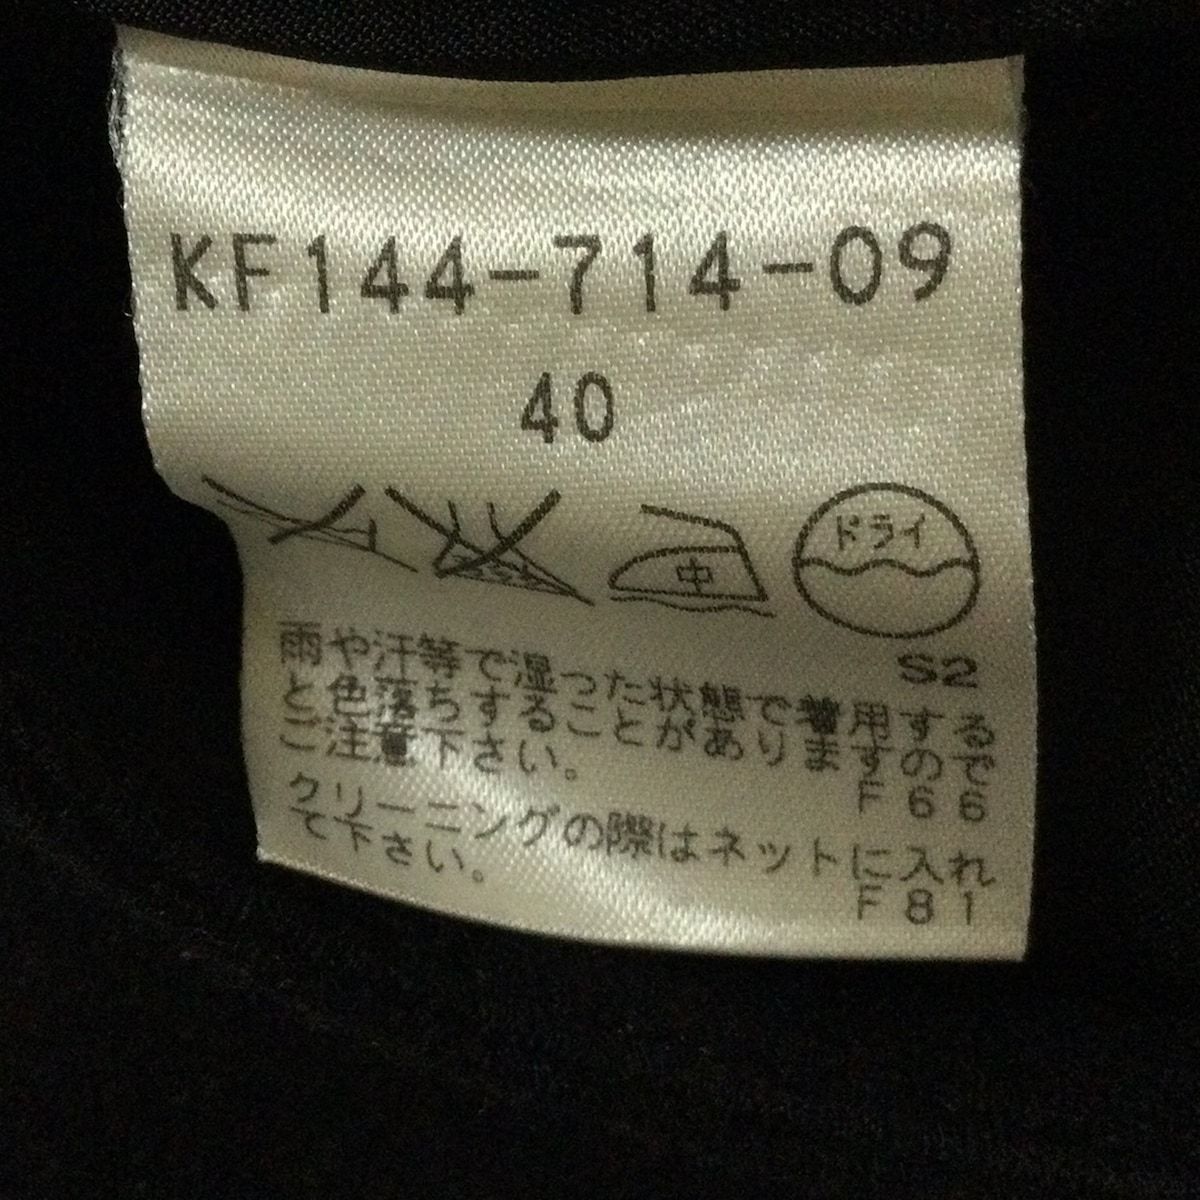 KF144-714-09
40
中
ドライ
S2
雨や汗等で湿った状態で着用する
と色落ちすることがありますので
ご注意下さい。
F66
クリーニングの際はネットに入れ
て下さい。
F81